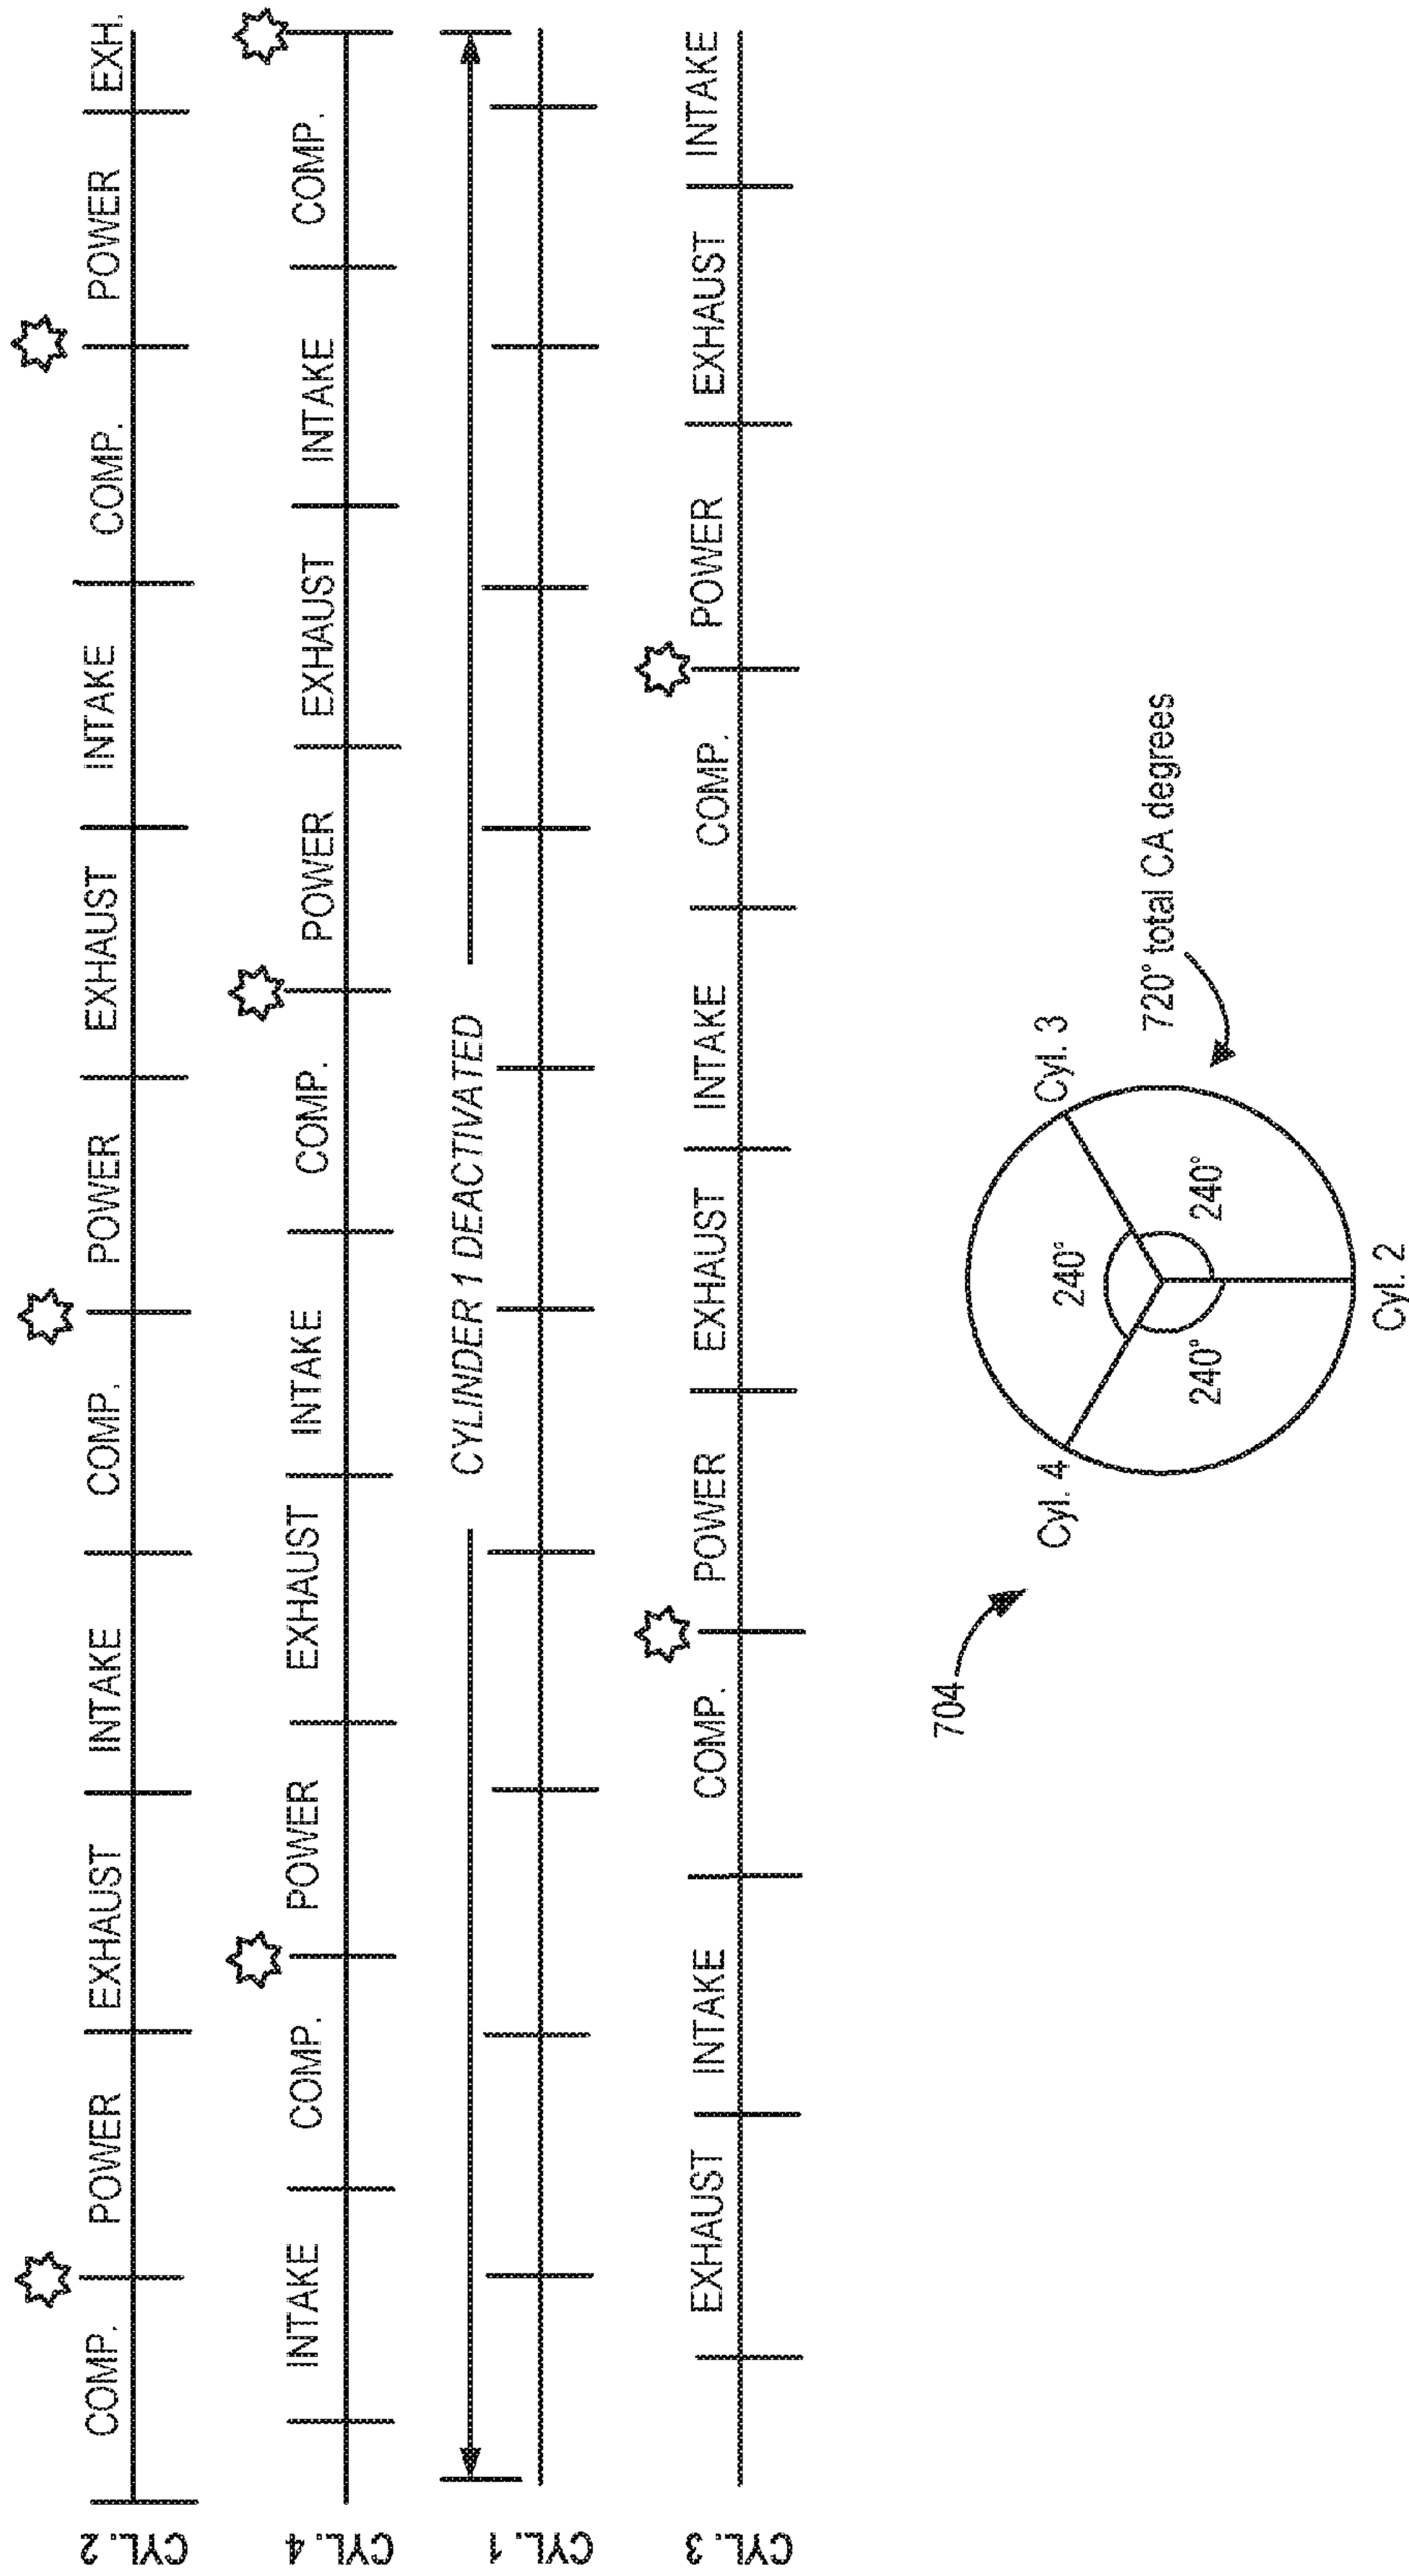 CYL. 2
COMP. POWER EXHAUST INTAKE COMP. POWER EXHAUST INTAKE COMP. POWER EXH.
CYL. 4
INTAKE COMP. POWER EXHAUST INTAKE COMP. POWER EXHAUST INTAKE COMP.
CYLINDER 1 DEACTIVATED
CYL. 1
CYL. 3
EXHAUST INTAKE COMP. POWER EXHAUST INTAKE COMP. POWER EXHAUST INTAKE
704
Cyl. 4
Cyl. 3
240°
240°
240°
Cyl. 2
720° total CA degrees